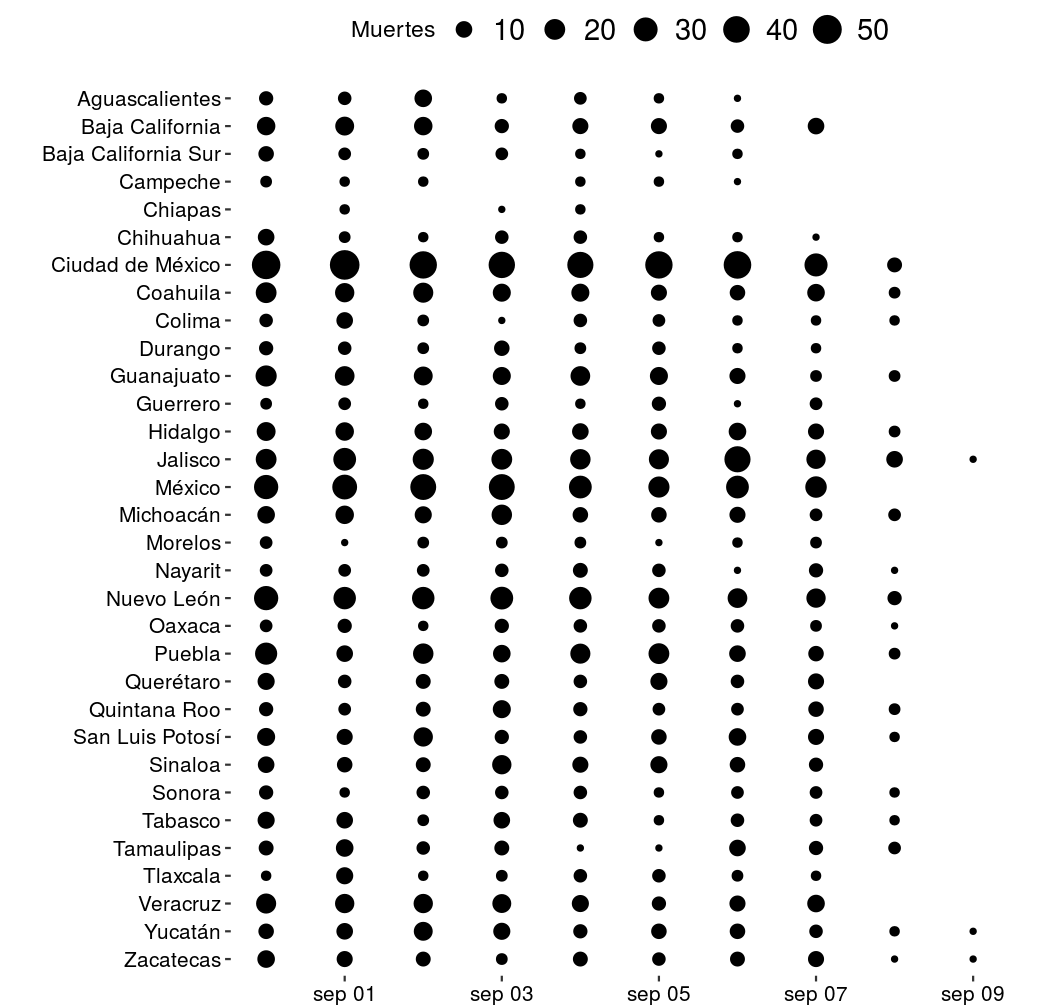 Muertes 10 20 30 40 50
Aguascalientes
Baja California
Baja California Sur
Campeche
Chiapas
Chihuahua
Ciudad de México
Coahuila
Colima
Durango
Guanajuato
Guerrero
Hidalgo
Jalisco
México
Michoacán
Morelos
Nayarit
Nuevo León
Oaxaca
Puebla
Querétaro
Quintana Roo
San Luis Potosí
Sinaloa
Sonora
Tabasco
Tamaulipas
Tlaxcala
Veracruz
Yucatán
Zacatecas
sep 01 sep 03 sep 05 sep 07 sep 09